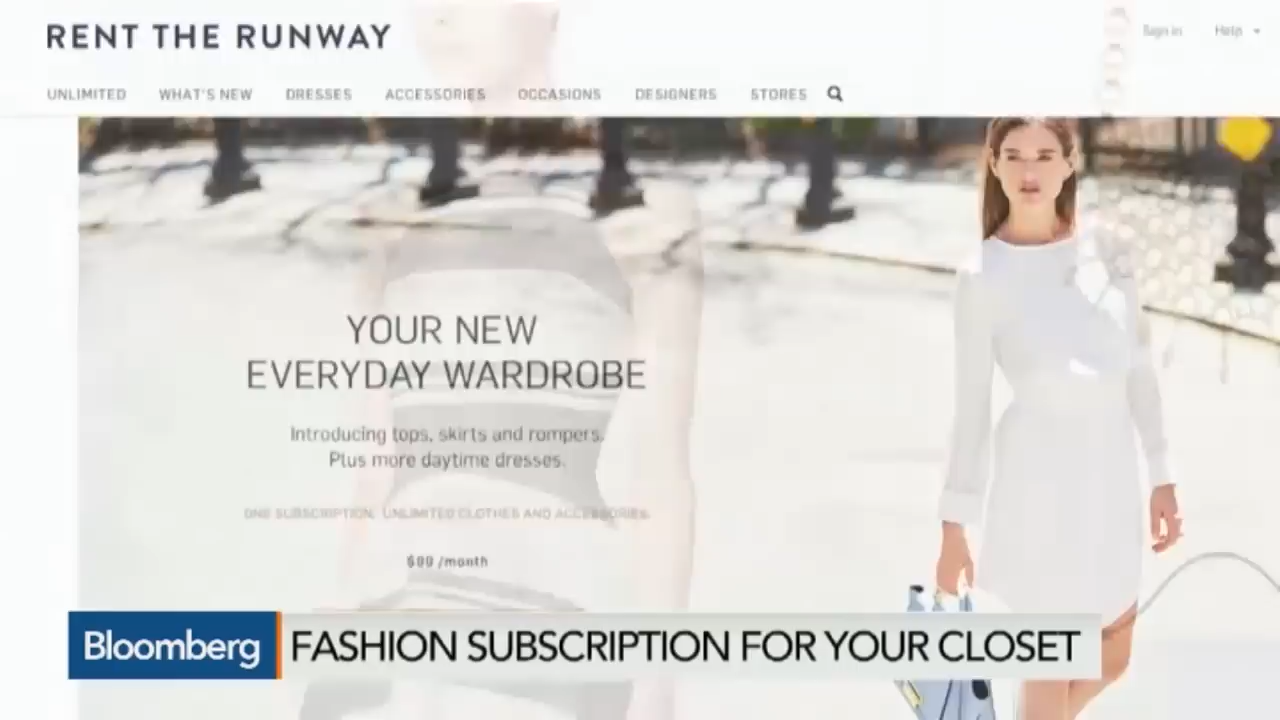 RENT THE RUNWAY
Sign in Help
UNLIMITED WHAT'S NEW DRESSES ACCESSORIES OCCASIONS DESIGNERS STORES
YOUR NEW
EVERYDAY WARDROBE
Introducing tops, skirts and rompers.
Plus more daytime dresses.
ONE SUBSCRIPTION. UNLIMITED CLOTHES AND ACCESSORIES.
$99 /month
Bloomberg FASHION SUBSCRIPTION FOR YOUR CLOSET